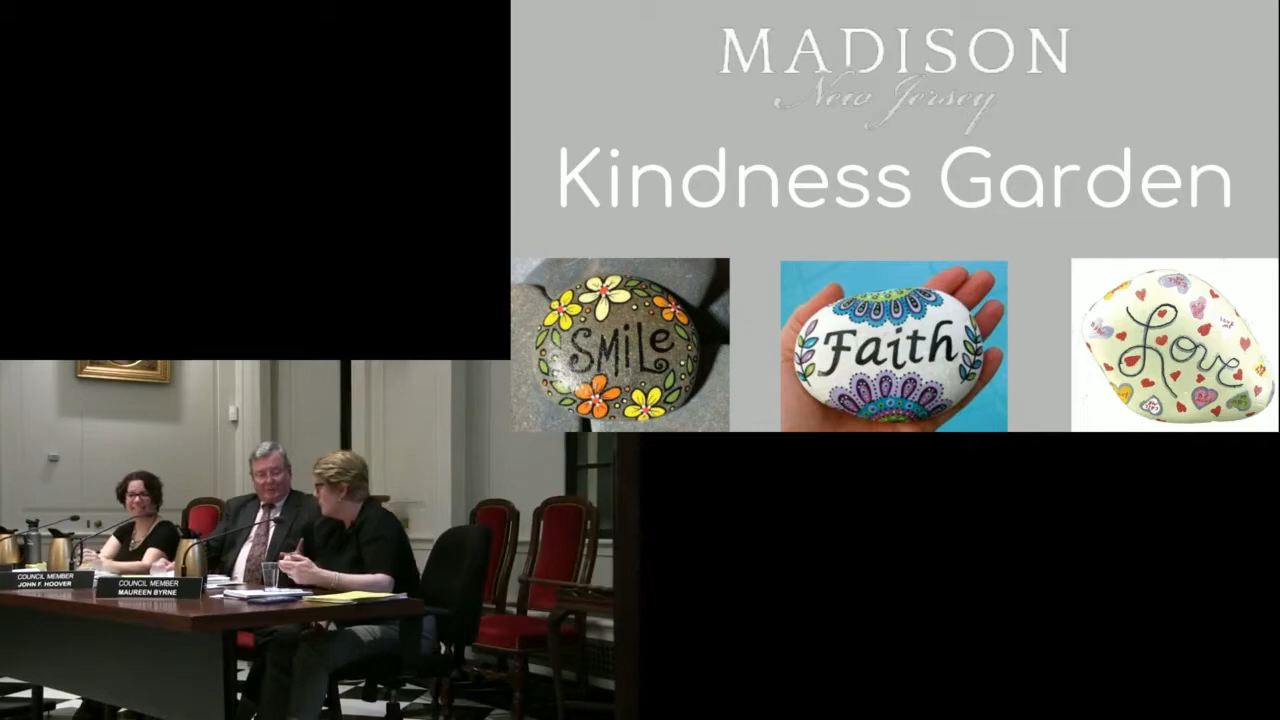 MADISON
New Jersey
Kindness Garden
SMiLe
Faith
Love
COUNCIL MEMBER
JOHN F. HOOVER
COUNCIL MEMBER
MAUREEN BYRNE